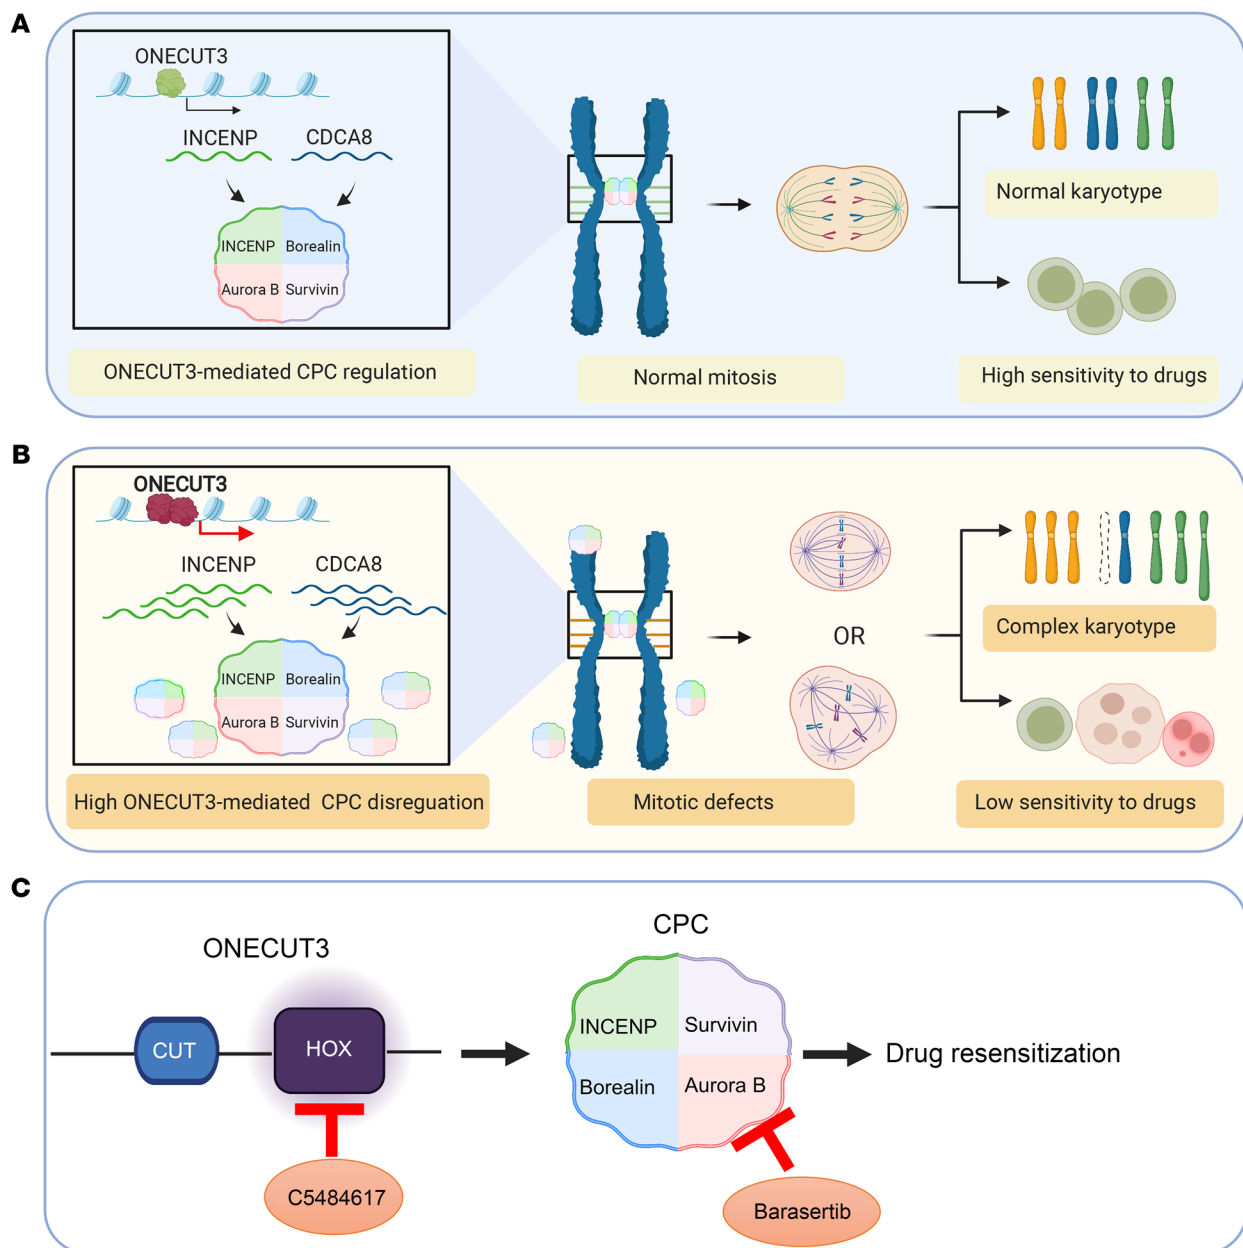 A
ONECUT3
INCENP
CDCA8
INCENP
Borealin
Aurora B
Survivin
ONECUT3-mediated CPC regulation
Normal mitosis
Normal karyotype
High sensitivity to drugs
B
ONECUT3
INCENP
CDCA8
INCENP
Borealin
Aurora B
Survivin
High ONECUT3-mediated CPC disreguation
OR
Mitotic defects
Complex karyotype
Low sensitivity to drugs
C
ONECUT3
CUT
HOX
C5484617
CPC
INCENP
Survivin
Borealin
Aurora B
Barasertib
Drug resensitization